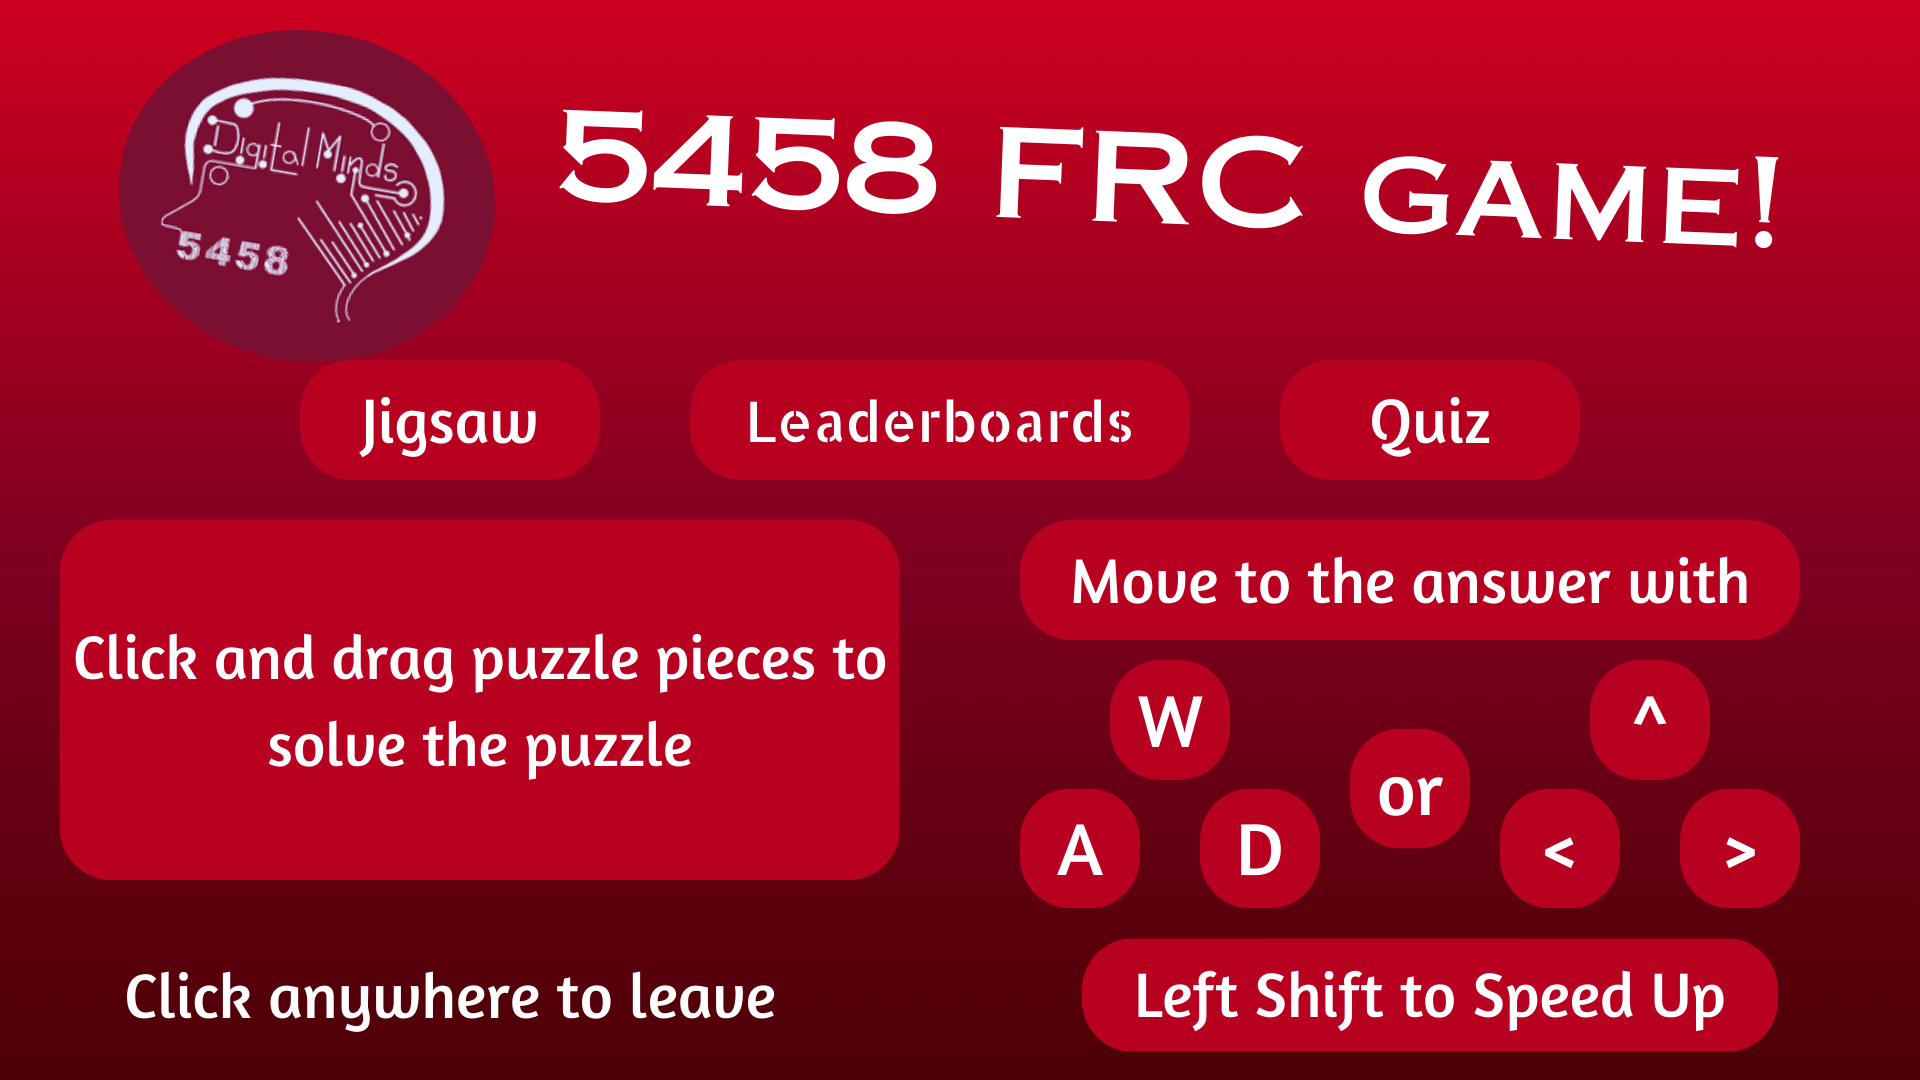 Digital Minds
5458
5458 FRC GAME!
Jigsaw
Leaderboards
Quiz
Click and drag puzzle pieces to
solve the puzzle
Move to the answer with
W
A
D
or
^
<
>
Click anywhere to leave
Left Shift to Speed Up